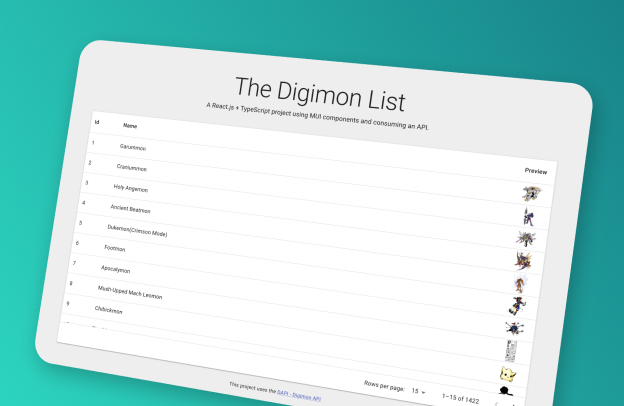 The Digimon List
A React.js + TypeScript project using MUI components and consuming an API.
Id Name Preview
1 Garummon
2 Craniummon
3 Holy Angemon
4 Ancient Beatmon
5 Dukemon(Crimson Mode)
6 Footmon
7 Apocalymon
8 Mush-Upped Mach Leomon
9 Chibickmon
Rows per page: 15 1–15 of 1422
This project uses the DAPI - Digimon API